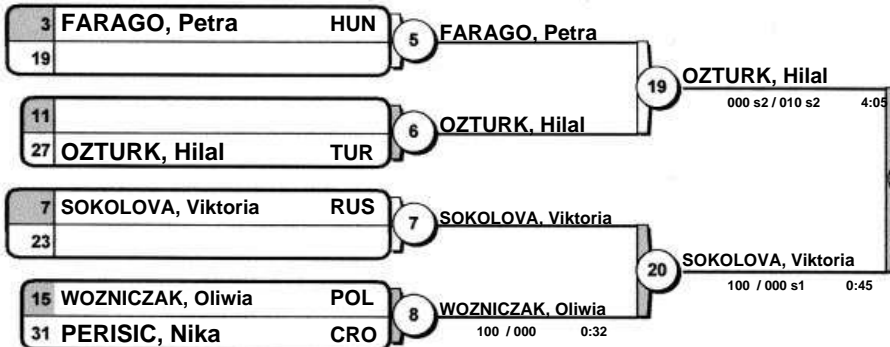 3 FARAGO, Petra HUN
19
5
FARAGO, Petra
11
27 OZTURK, Hilal TUR
6
OZTURK, Hilal
19
OZTURK, Hilal
000 s2 / 010 s2 4:05
7 SOKOLOVA, Viktoria RUS
23
7
SOKOLOVA, Viktoria
15 WOZNICZAK, Oliwia POL
31 PERISIC, Nika CRO
8
WOZNICZAK, Oliwia
100 / 000 0:32
20
SOKOLOVA, Viktoria
100 / 000 s1 0:45